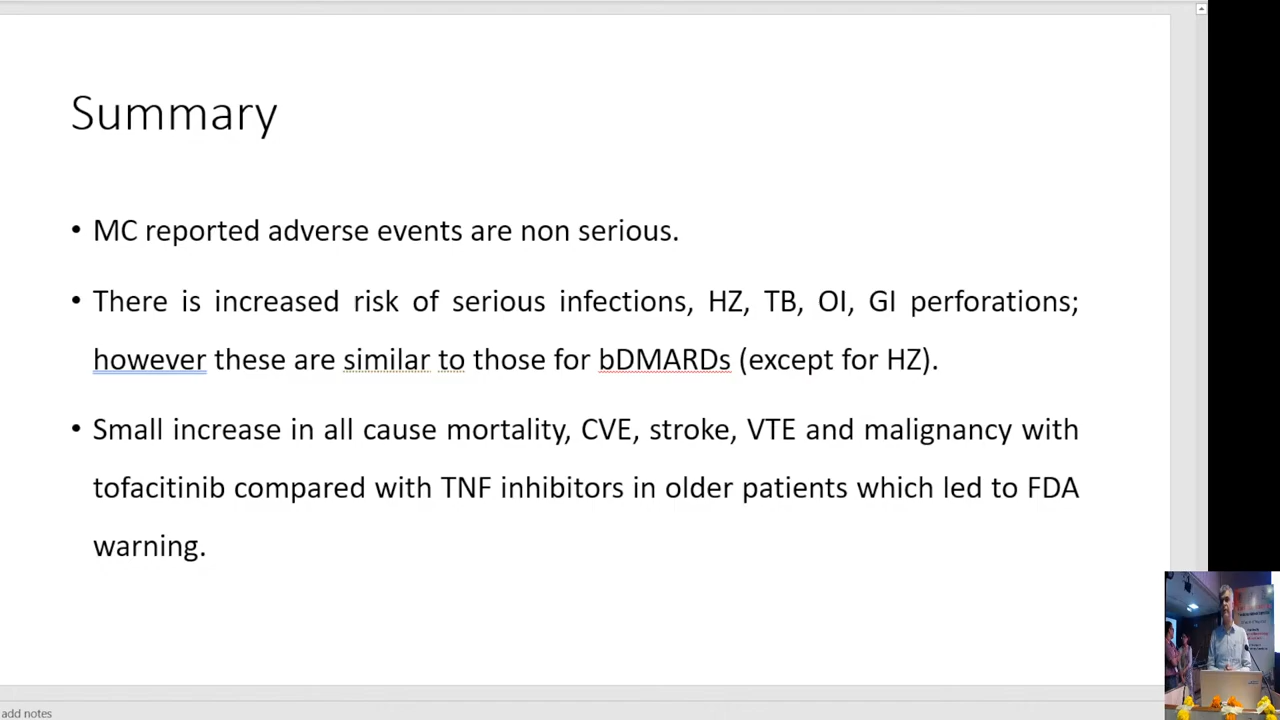 Summary
• MC reported adverse events are non serious.
• There is increased risk of serious infections, HZ, TB, OI, GI perforations;
however these are similar to those for bDMARDs (except for HZ).
• Small increase in all cause mortality, CVE, stroke, VTE and malignancy with
tofacitinib compared with TNF inhibitors in older patients which led to FDA
warning.
add notes